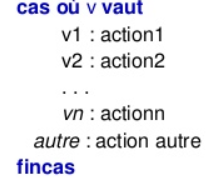 cas où v vaut
v1 : action1
v2 : action2
. . .
vn : actionn
autre : action autre
fincas